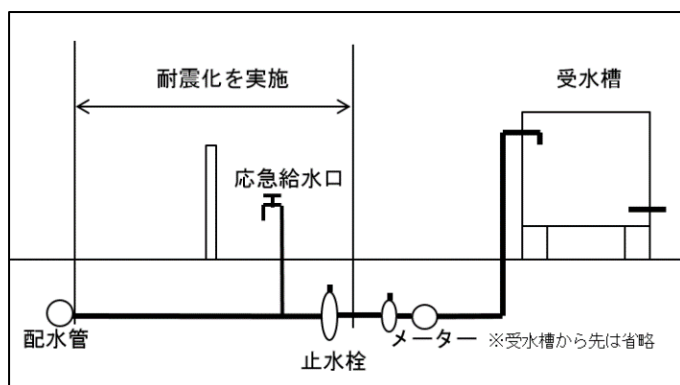 耐震化を実施
受水槽
応急給水口
配水管
止水栓
メーター
※受水槽から先は省略